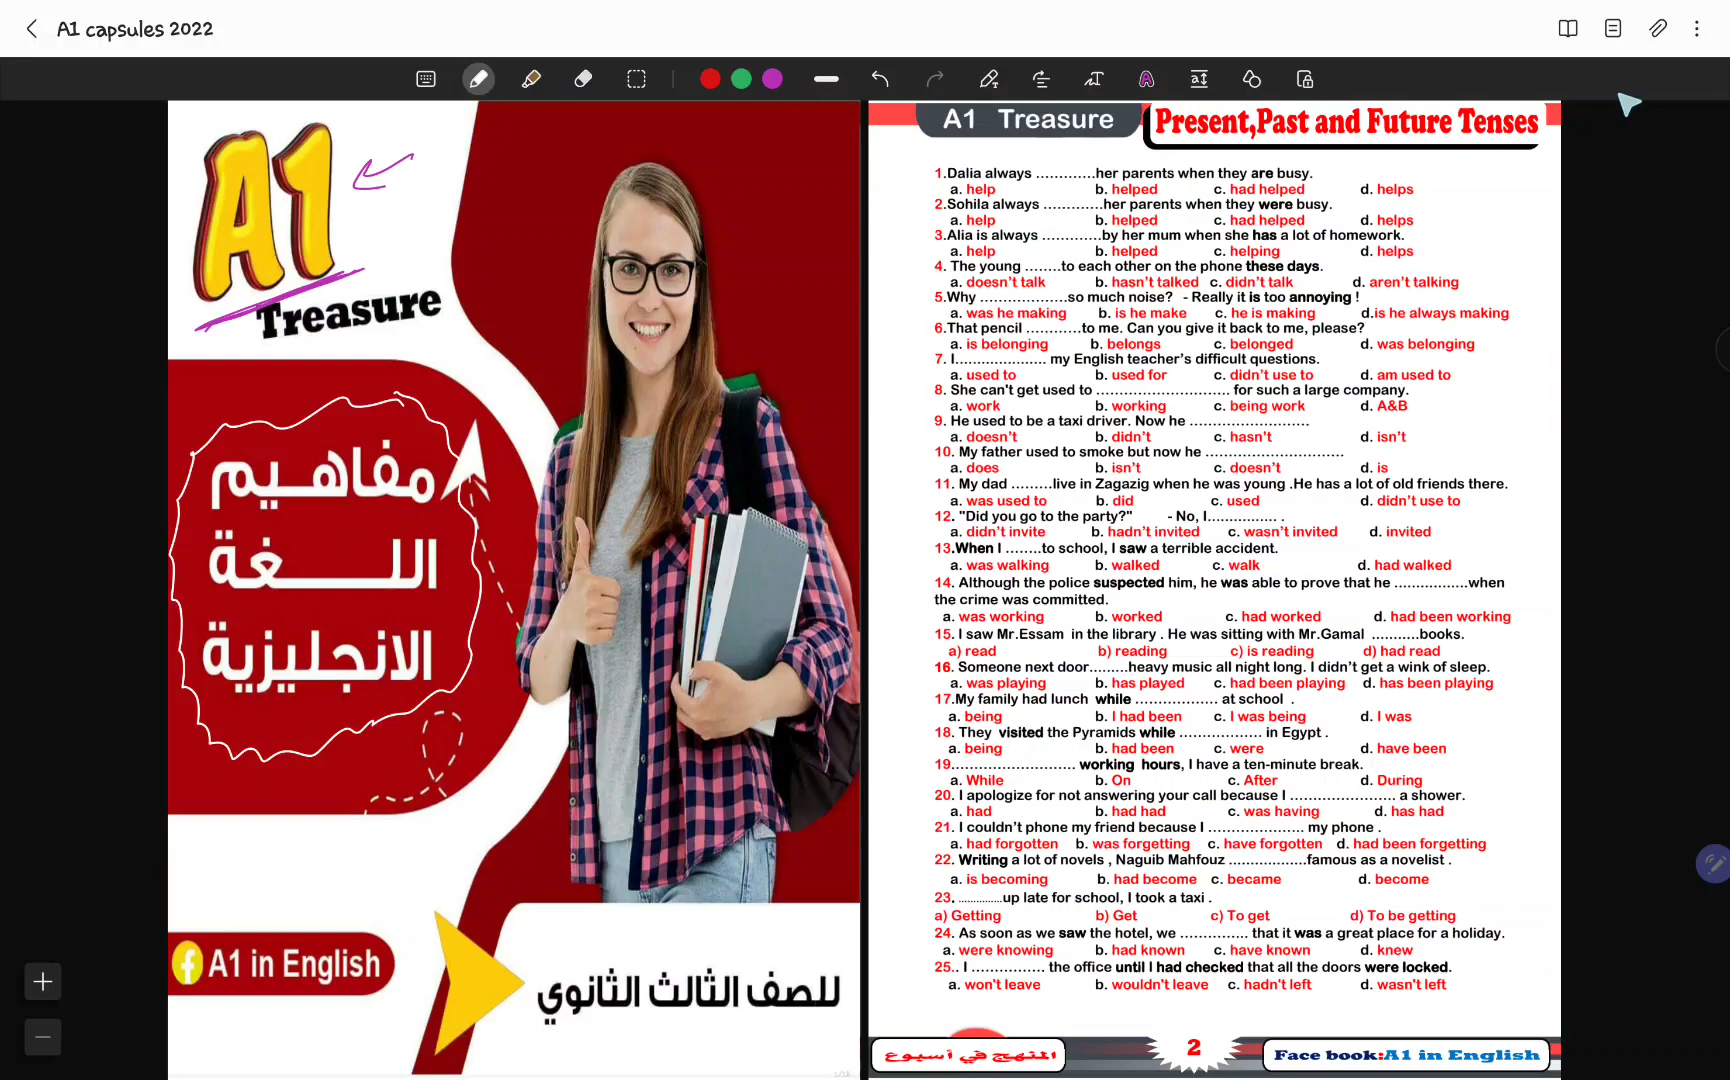 A1 capsules 2022
A1
Treasure
مفاهيم
اللغة
الانجليزية
A1 in English
للصف الثالث الثانوي
1/18
A1 Treasure
Present,Past and Future Tenses
1.Dalia always .............her parents when they are busy.
a. help b. helped c. had helped d. helps
2.Sohila always .............her parents when they were busy.
a. help b. helped c. had helped d. helps
3.Alia is always .............by her mum when she has a lot of homework.
a. help b. helped c. helping d. helps
4. The young ........to each other on the phone these days.
a. doesn't talk b. hasn't talked c. didn't talk d. aren't talking
5.Why ...................so much noise? - Really it is too annoying !
a. was he making b. is he make c. he is making d.is he always making
6.That pencil ............to me. Can you give it back to me, please?
a. is belonging b. belongs c. belonged d. was belonging
7. I.................... my English teacher's difficult questions.
a. used to b. used for c. didn't use to d. am used to
8. She can't get used to ............................. for such a large company.
a. work b. working c. being work d. A&B
9. He used to be a taxi driver. Now he ..........................
a. doesn't b. didn't c. hasn't d. isn't
10. My father used to smoke but now he ..............................
a. does b. isn't c. doesn't d. is
11. My dad .........live in Zagazig when he was young .He has a lot of old friends there.
a. was used to b. did c. used d. didn't use to
12. "Did you go to the party?" - No, I............... .
a. didn't invite b. hadn't invited c. wasn't invited d. invited
13.When I ........to school, I saw a terrible accident.
a. was walking b. walked c. walk d. had walked
14. Although the police suspected him, he was able to prove that he ................when
the crime was committed.
a. was working b. worked c. had worked d. had been working
15. I saw Mr.Essam in the library . He was sitting with Mr.Gamal ..........books.
a) read b) reading c) is reading d) had read
16. Someone next door.........heavy music all night long. I didn't get a wink of sleep.
a. was playing b. has played c. had been playing d. has been playing
17.My family had lunch while .................. at school .
a. being b. I had been c. I was being d. I was
18. They visited the Pyramids while .................. in Egypt .
a. being b. had been c. were d. have been
19........................... working hours, I have a ten-minute break.
a. While b. On c. After d. During
20. I apologize for not answering your call because I ....................... a shower.
a. had b. had had c. was having d. has had
21. I couldn't phone my friend because I ..................... my phone .
a. had forgotten b. was forgetting c. have forgotten d. had been forgetting
22. Writing a lot of novels , Naguib Mahfouz .................famous as a novelist .
a. is becoming b. had become c. became d. become
23. ...............up late for school, I took a taxi .
a) Getting b) Get c) To get d) To be getting
24. As soon as we saw the hotel, we ............... that it was a great place for a holiday.
a. were knowing b. had known c. have known d. knew
25.. I ................ the office until I had checked that all the doors were locked.
a. won't leave b. wouldn't leave c. hadn't left d. wasn't left
المنهج في أسبوع
2
Face book:A1 in English